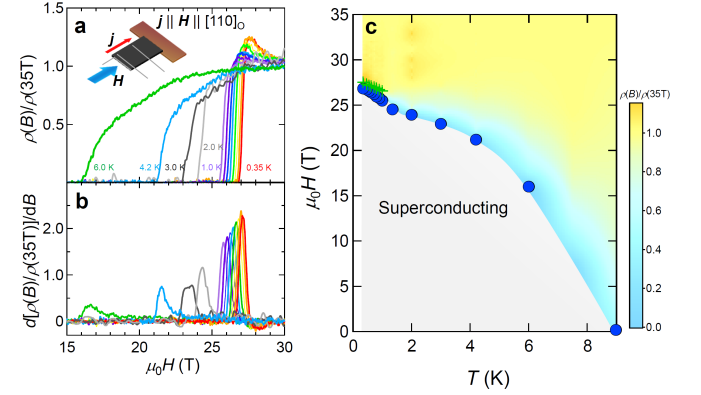 a
j || H || [110]O
j
H
1.5
1.0
0.5
ρ(B)/ρ(35T)
6.0 K
4.2 K
3.0 K
2.0 K
1.0 K
0.35 K
b
2.0
1.0
0
d[ρ(B)/ρ(35T)]/dB
15
20
25
30
μ0H (T)
c
35
30
25
20
15
10
5
0
μ0H (T)
Superconducting
0
2
4
6
8
T (K)
ρ(B)/ρ(35T)
1.0
0.8
0.6
0.4
0.2
0.0